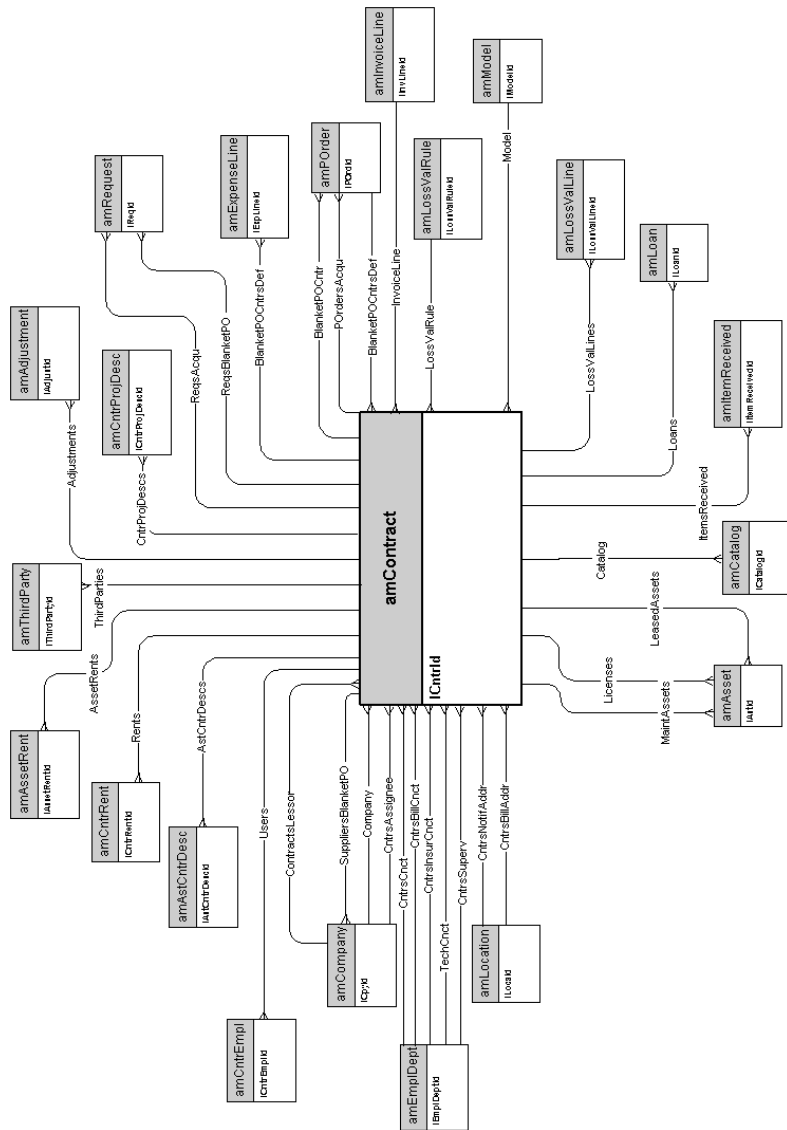 amInvoiceLine
lInvLineId
amModel
lModelId
amRequest
lReqId
amExpenseLine
lExpLineId
amPOrder
lPOrdId
amLossValRule
lLossValRuleId
amLossValLine
lLossValLineId
amLoan
lLoanId
amAdjustment
lAdjustId
amCntrProjDesc
lCntrProjDescId
amItemReceived
lItemReceivedId
amThirdParty
lThirdPartyId
amCatalog
lCatalogId
amAssetRent
lAssetRentId
amAsset
lAstId
amCntrRent
lCntrRentId
amAstCntrDesc
lAstCntrDescId
amCompany
lCpyId
amLocation
lLocaId
amCntrEmpl
lCntrEmplId
amEmplDept
lEmplDeptId
amContract
lCntrId
Adjustments
ReqsAcqu
CntrProjDescs
ReqsBlanketPO
BlanketPOCntrsDef
BlanketPOCntr
POrdersAcqu
BlanketPOCntrsDef
InvoiceLine
LossValRule
Model
LossValLines
Loans
ItemsReceived
Catalog
LeasedAssets
Licenses
MaintAssets
ThirdParties
AssetRents
Rents
AstCntrDescs
Users
ContractsLessor
SuppliersBlanketPO
Company
CntrsAssignee
CntrsCnct
CntrsBillCnct
CntrsInsurCnct
TechCnct
CntrsSuperv
CntrsNotifAddr
CntrsBillAddr